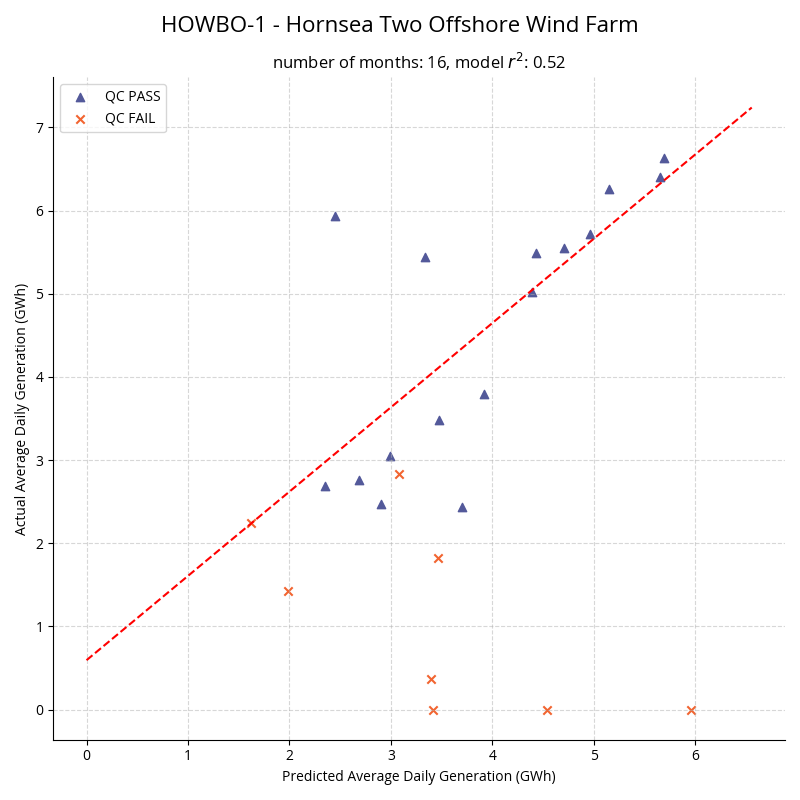 HOWBO-1 - Hornsea Two Offshore Wind Farm
number of months: 16, model r²: 0.52
QC PASS
QC FAIL
7
6
5
4
3
2
1
0
Actual Average Daily Generation (GWh)
0 1 2 3 4 5 6
Predicted Average Daily Generation (GWh)